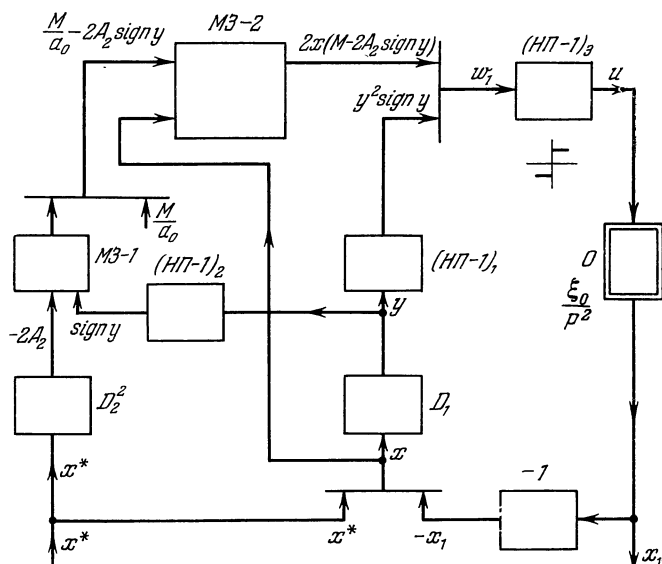 M/a₀ -2A₂ sign y
МЗ-2
2x(M-2A₂ sign y)
(НП-1)₃
y² sign y
w₁
u
M/a₀
МЗ-1
(НП-1)₂
(НП-1)₁
O
ξ₀/p²
-2A₂
sign y
y
D₂²
D₁
x*
x
-1
x*
x*
-x₁
x₁